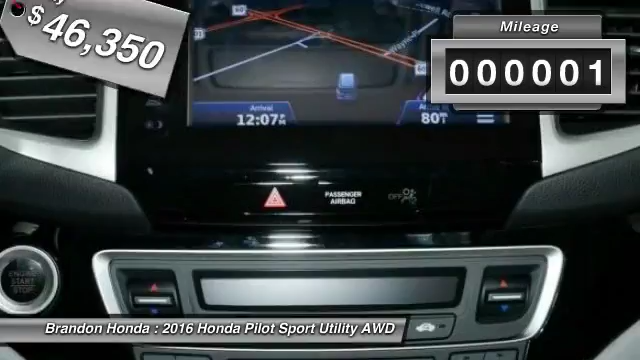 $46,350
Mileage
000001
Arrival
12:07
80
PASSENGER
AIRBAG
OFF
ENGINE
START
STOP
Brandon Honda : 2016 Honda Pilot Sport Utility AWD